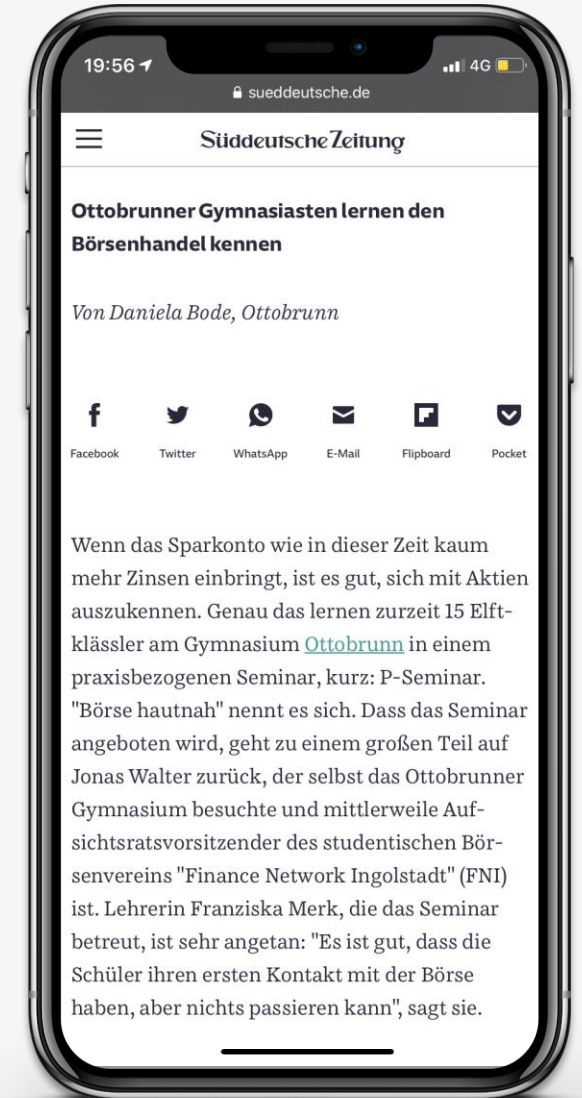 19:56
4G
sueddeutsche.de
Süddeutsche Zeitung
Ottobrunner Gymnasiasten lernen den
Börsenhandel kennen
Von Daniela Bode, Ottobrunn
Facebook Twitter WhatsApp E-Mail Flipboard Pocket
Wenn das Sparkonto wie in dieser Zeit kaum
mehr Zinsen einbringt, ist es gut, sich mit Aktien
auszukennen. Genau das lernen zurzeit 15 Elft-
klässler am Gymnasium Ottobrunn in einem
praxisbezogenen Seminar, kurz: P-Seminar.
"Börse hautnah" nennt es sich. Dass das Seminar
angeboten wird, geht zu einem großen Teil auf
Jonas Walter zurück, der selbst das Ottobrunner
Gymnasium besuchte und mittlerweile Auf-
sichtsratsvorsitzender des studentischen Bör-
senvereins "Finance Network Ingolstadt" (FNI)
ist. Lehrerin Franziska Merk, die das Seminar
betreut, ist sehr angetan: "Es ist gut, dass die
Schüler ihren ersten Kontakt mit der Börse
haben, aber nichts passieren kann", sagt sie.